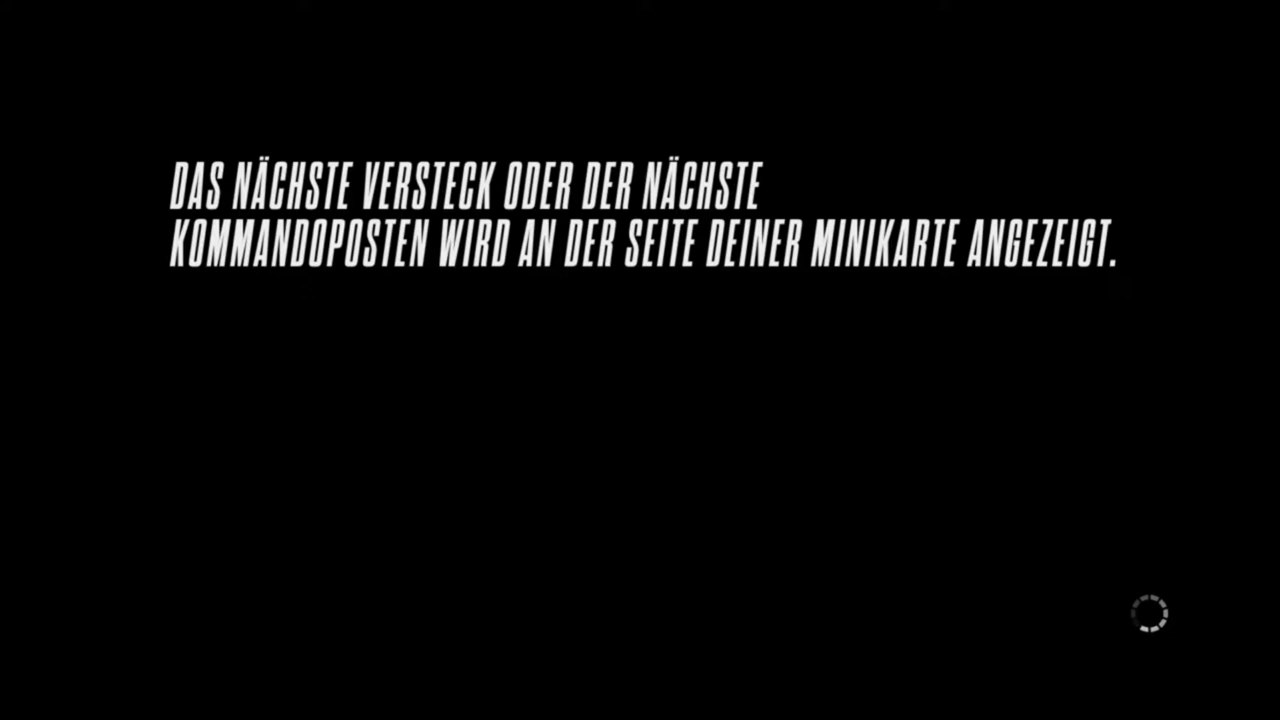 DAS NÄCHSTE VERSTECK ODER DER NÄCHSTE
KOMMANDOPOSTEN WIRD AN DER SEITE DEINER MINIKARTE ANGEZEIGT.